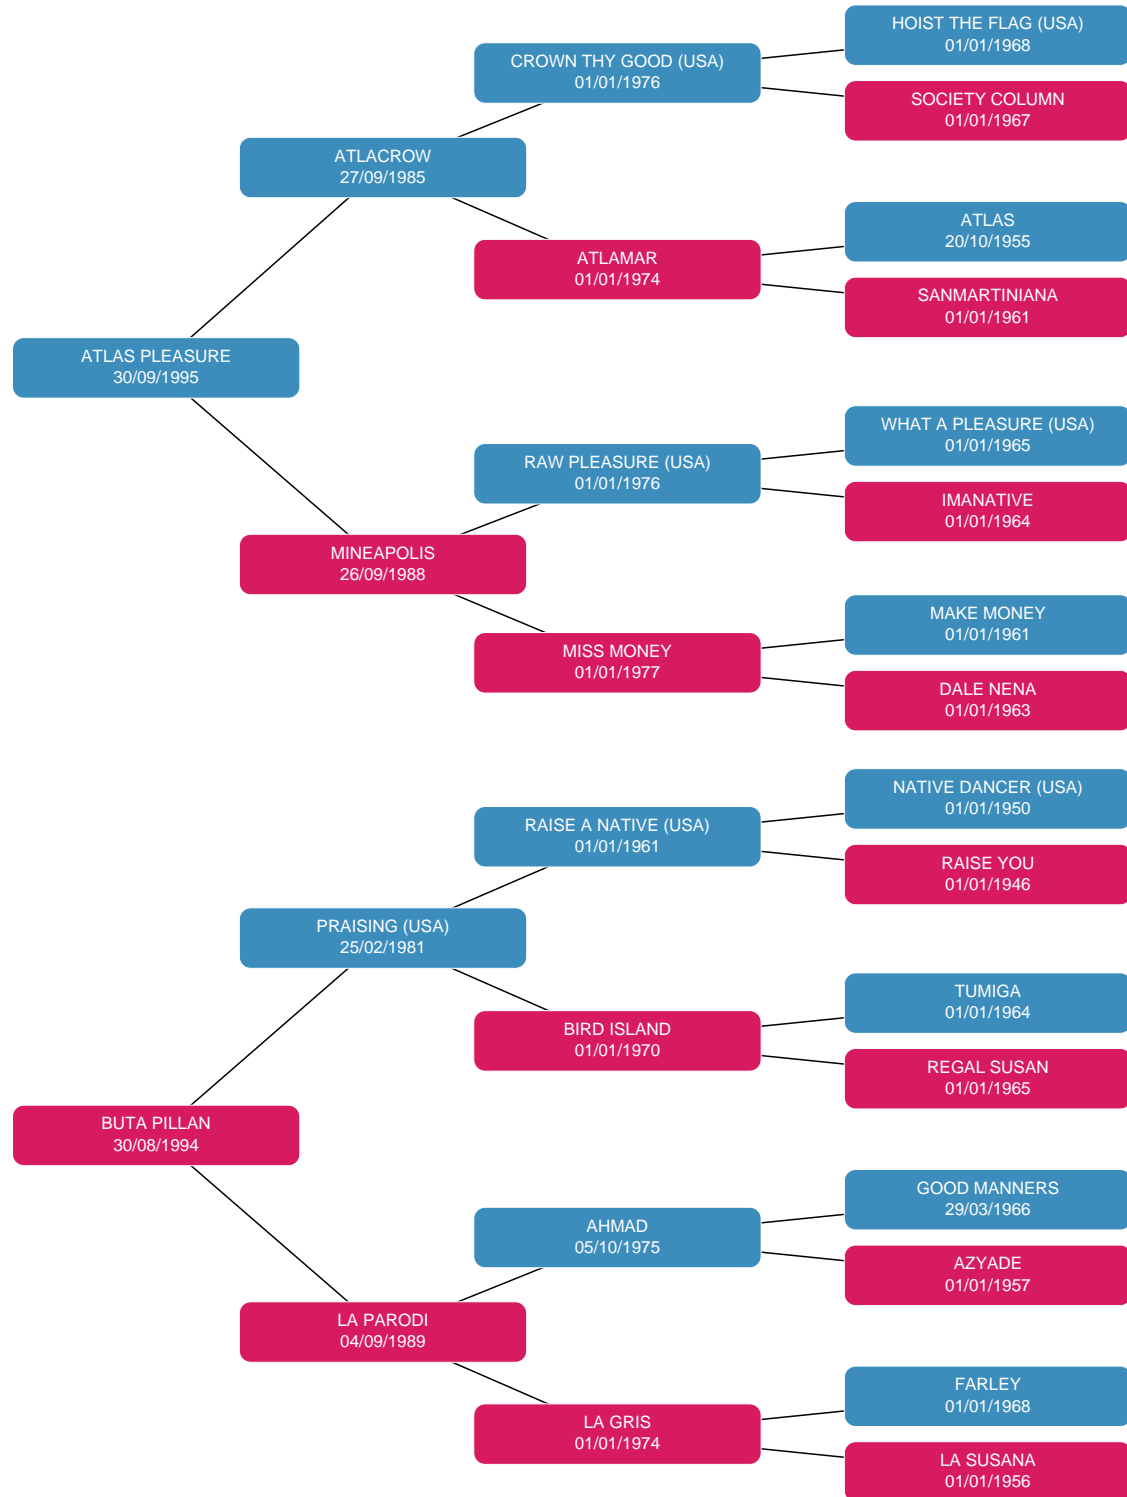 HOIST THE FLAG (USA)
01/01/1968
CROWN THY GOOD (USA)
01/01/1976
SOCIETY COLUMN
01/01/1967
ATLACROW
27/09/1985
ATLAS
20/10/1955
ATLAMAR
01/01/1974
SANMARTINIANA
01/01/1961
ATLAS PLEASURE
30/09/1995
WHAT A PLEASURE (USA)
01/01/1965
RAW PLEASURE (USA)
01/01/1976
IMANATIVE
01/01/1964
MINEAPOLIS
26/09/1988
MAKE MONEY
01/01/1961
MISS MONEY
01/01/1977
DALE NENA
01/01/1963
NATIVE DANCER (USA)
01/01/1950
RAISE A NATIVE (USA)
01/01/1961
RAISE YOU
01/01/1946
PRAISING (USA)
25/02/1981
TUMIGA
01/01/1964
BIRD ISLAND
01/01/1970
REGAL SUSAN
01/01/1965
BUTA PILLAN
30/08/1994
GOOD MANNERS
29/03/1966
AHMAD
05/10/1975
AZYADE
01/01/1957
LA PARODI
04/09/1989
FARLEY
01/01/1968
LA GRIS
01/01/1974
LA SUSANA
01/01/1956